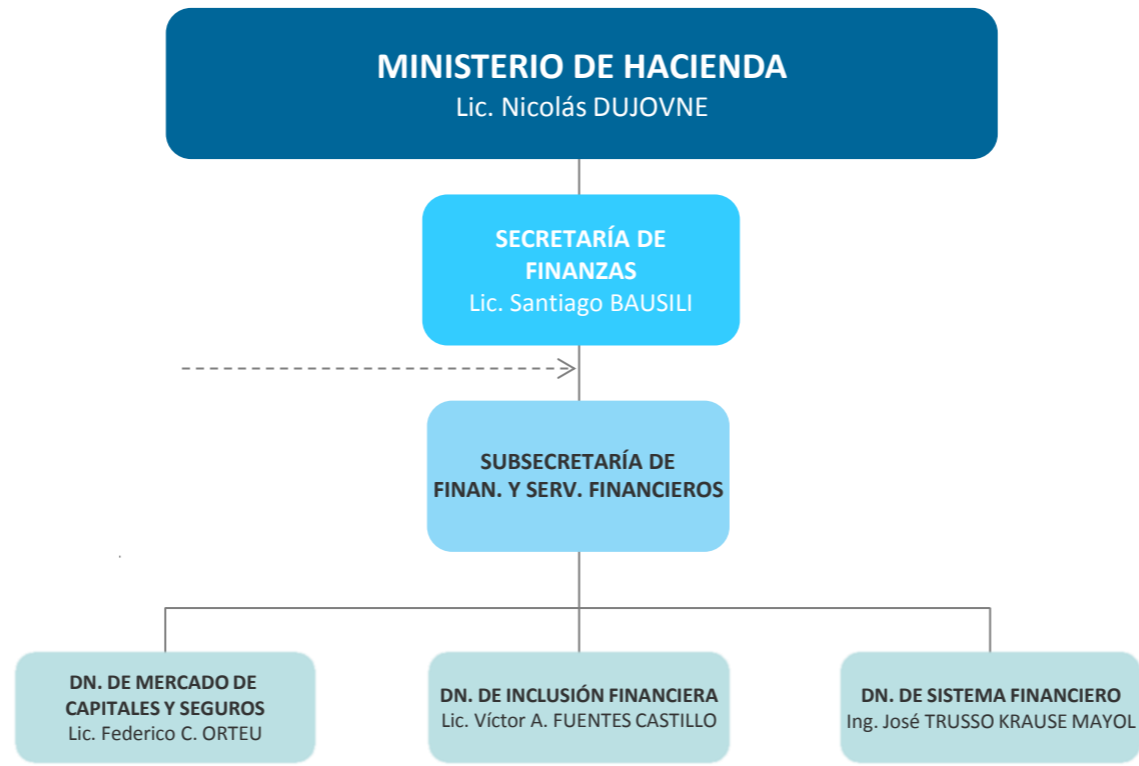 MINISTERIO DE HACIENDA
Lic. Nicolás DUJOVNE
SECRETARÍA DE
FINANZAS
Lic. Santiago BAUSILI
SUBSECRETARÍA DE
FINAN. Y SERV. FINANCIEROS
DN. DE MERCADO DE
CAPITALES Y SEGUROS
Lic. Federico C. ORTEU
DN. DE INCLUSIÓN FINANCIERA
Lic. Víctor A. FUENTES CASTILLO
DN. DE SISTEMA FINANCIERO
Ing. José TRUSSO KRAUSE MAYOL